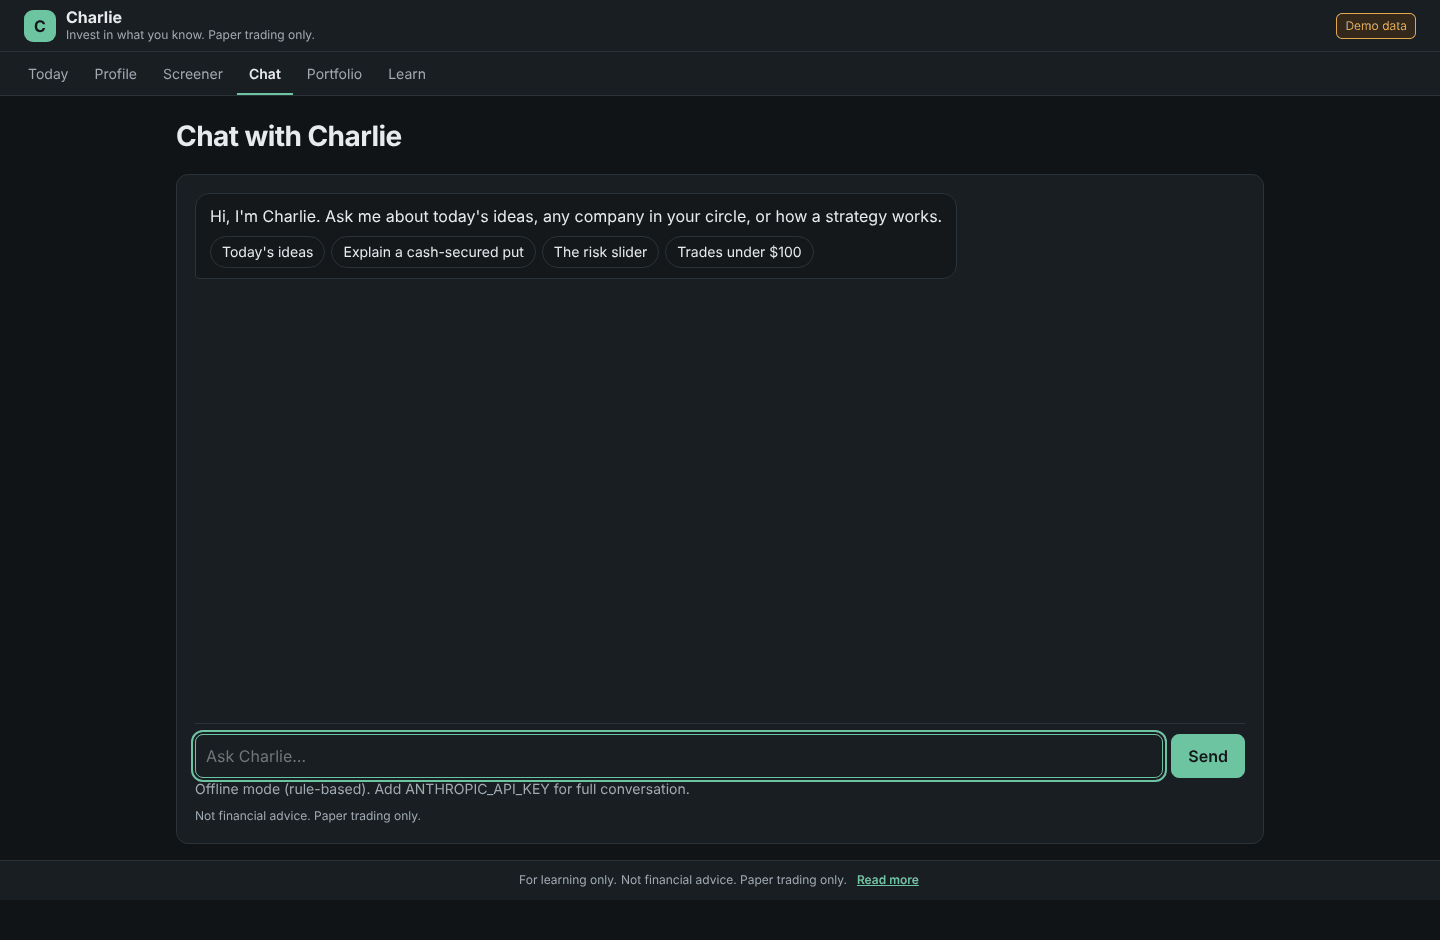 C
Charlie
Invest in what you know. Paper trading only.
Demo data
Today Profile Screener Chat Portfolio Learn
Chat with Charlie
Hi, I'm Charlie. Ask me about today's ideas, any company in your circle, or how a strategy works.
Today's ideas Explain a cash-secured put The risk slider Trades under $100
Ask Charlie...
Send
Offline mode (rule-based). Add ANTHROPIC_API_KEY for full conversation.
Not financial advice. Paper trading only.
For learning only. Not financial advice. Paper trading only. Read more